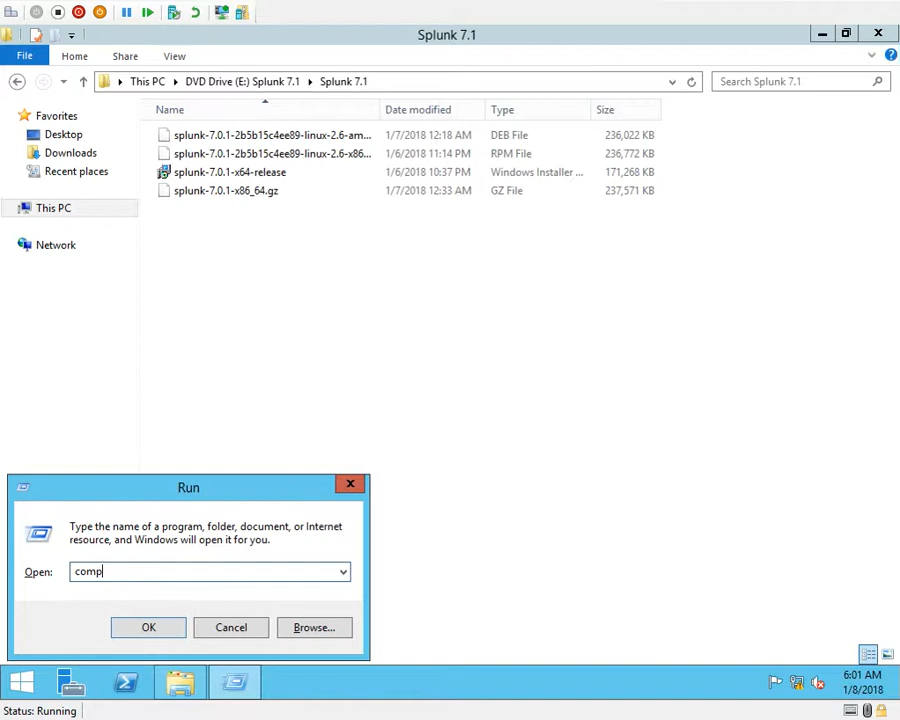 Splunk 7.1
File Home Share View
This PC DVD Drive (E:) Splunk 7.1 Splunk 7.1 Search Splunk 7.1
Name Date modified Type Size
Favorites
Desktop
Downloads
Recent places
This PC
Network
splunk-7.0.1-2b5b15c4ee89-linux-2.6-am... 1/7/2018 12:18 AM DEB File 236,022 KB
splunk-7.0.1-2b5b15c4ee89-linux-2.6-x86... 1/6/2018 11:14 PM RPM File 236,772 KB
splunk-7.0.1-x64-release 1/6/2018 10:37 PM Windows Installer ... 171,268 KB
splunk-7.0.1-x86_64.gz 1/7/2018 12:33 AM GZ File 237,571 KB
Run
Type the name of a program, folder, document, or Internet
resource, and Windows will open it for you.
Open: comp
OK Cancel Browse...
6:01 AM
1/8/2018
Status: Running